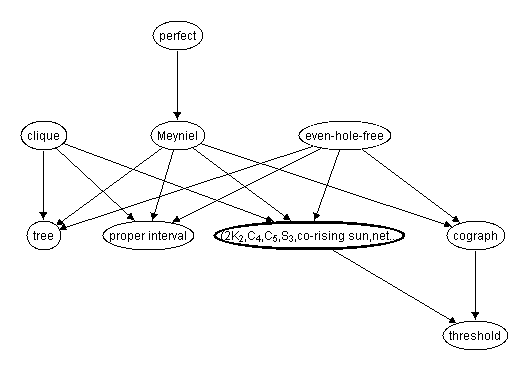 perfect
clique
Meyniel
even-hole-free
tree
proper interval
(2K₂,C₄,C₅,S₃,co-rising sun,net,
cograph
threshold